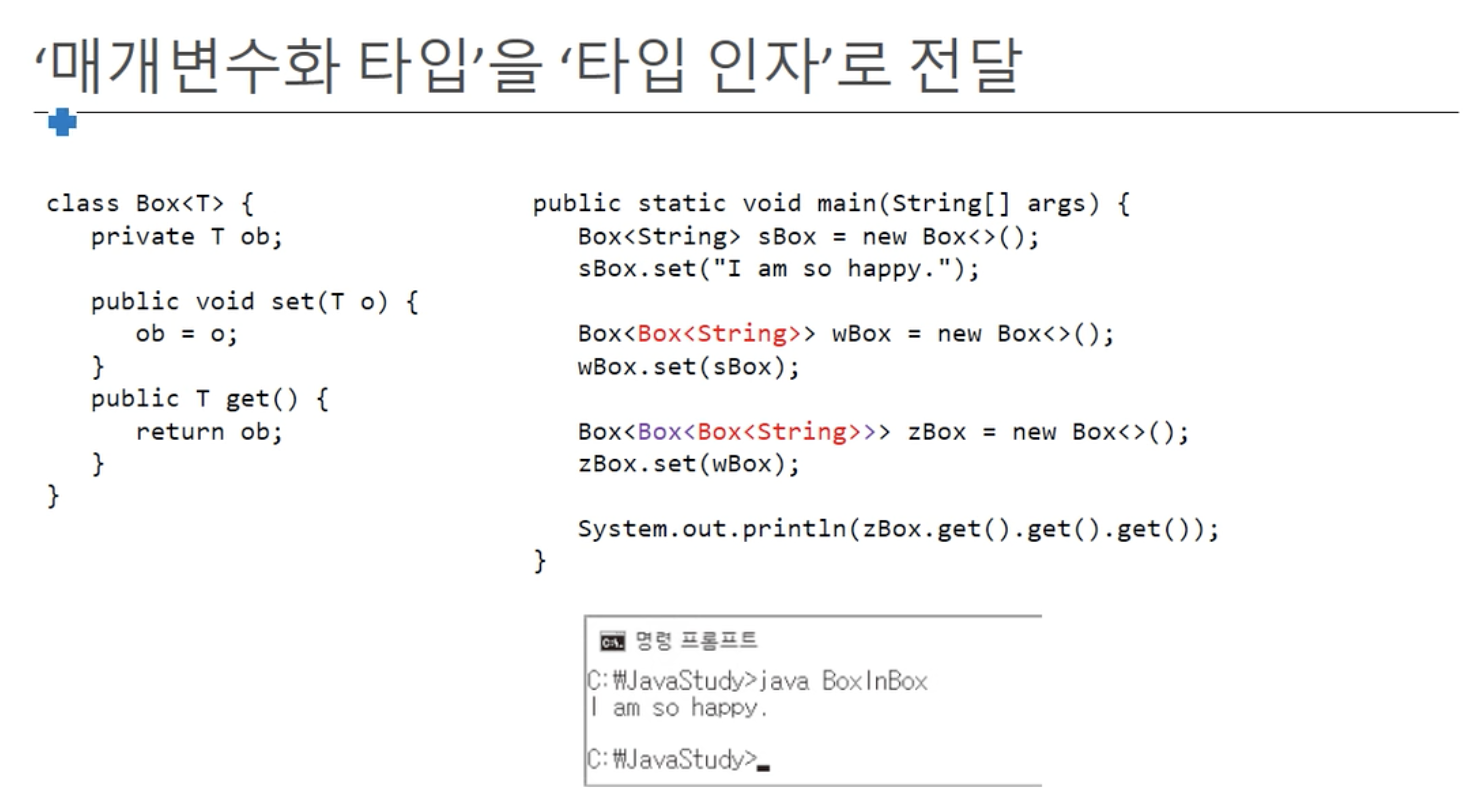 ‘매개변수화 타입’을 ‘타입 인자’로 전달
class Box<T> {
private T ob;
public void set(T o) {
ob = o;
}
public T get() {
return ob;
}
}
public static void main(String[] args) {
Box<String> sBox = new Box<>();
sBox.set("I am so happy.");
Box<Box<String>> wBox = new Box<>();
wBox.set(sBox);
Box<Box<Box<String>>> zBox = new Box<>();
zBox.set(wBox);
System.out.println(zBox.get().get().get());
}
C:\. 명령 프롬프트
C:₩JavaStudy>java BoxInBox
I am so happy.
C:₩JavaStudy>